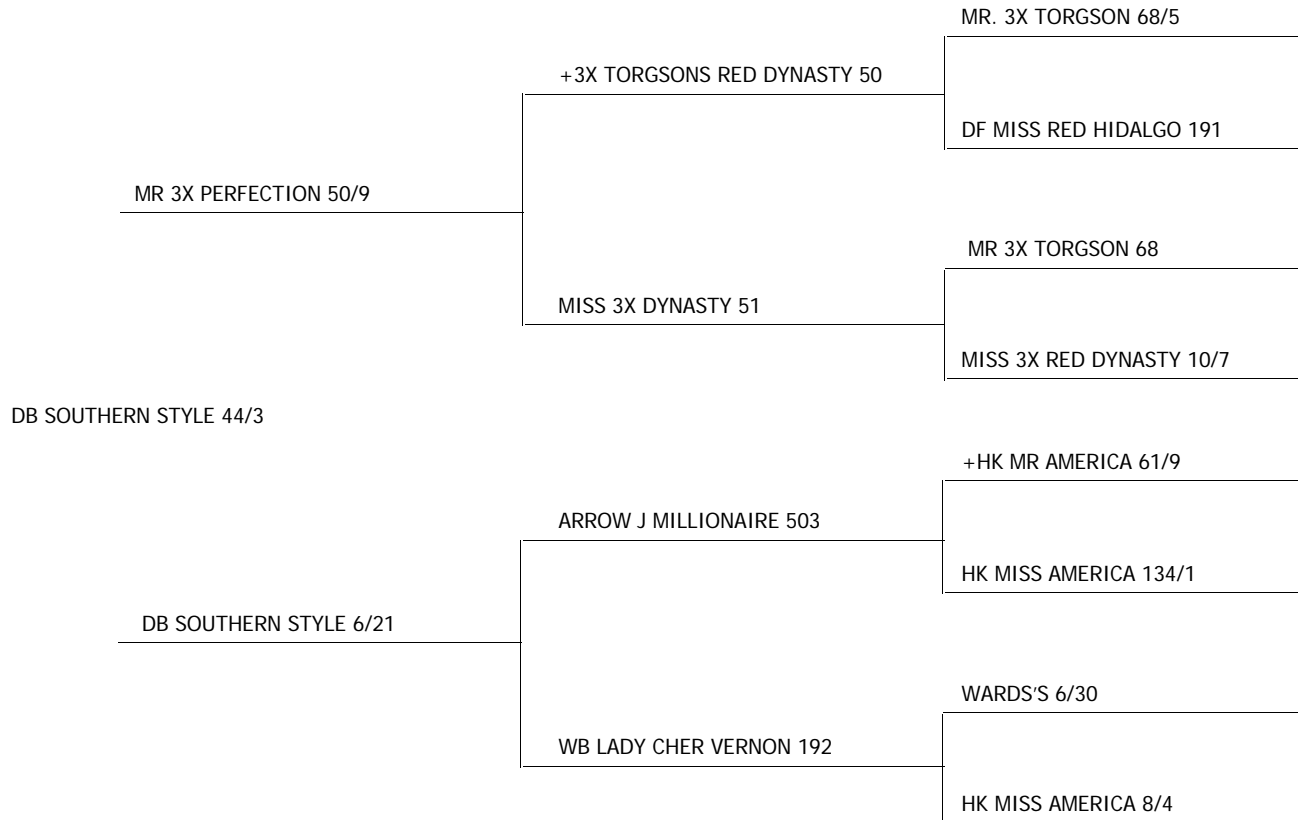 MR. 3X TORGSON 68/5
+3X TORGSONS RED DYNASTY 50
DF MISS RED HIDALGO 191
MR 3X PERFECTION 50/9
MR 3X TORGSON 68
MISS 3X DYNASTY 51
MISS 3X RED DYNASTY 10/7
DB SOUTHERN STYLE 44/3
+HK MR AMERICA 61/9
ARROW J MILLIONAIRE 503
HK MISS AMERICA 134/1
DB SOUTHERN STYLE 6/21
WARDS'S 6/30
WB LADY CHER VERNON 192
HK MISS AMERICA 8/4